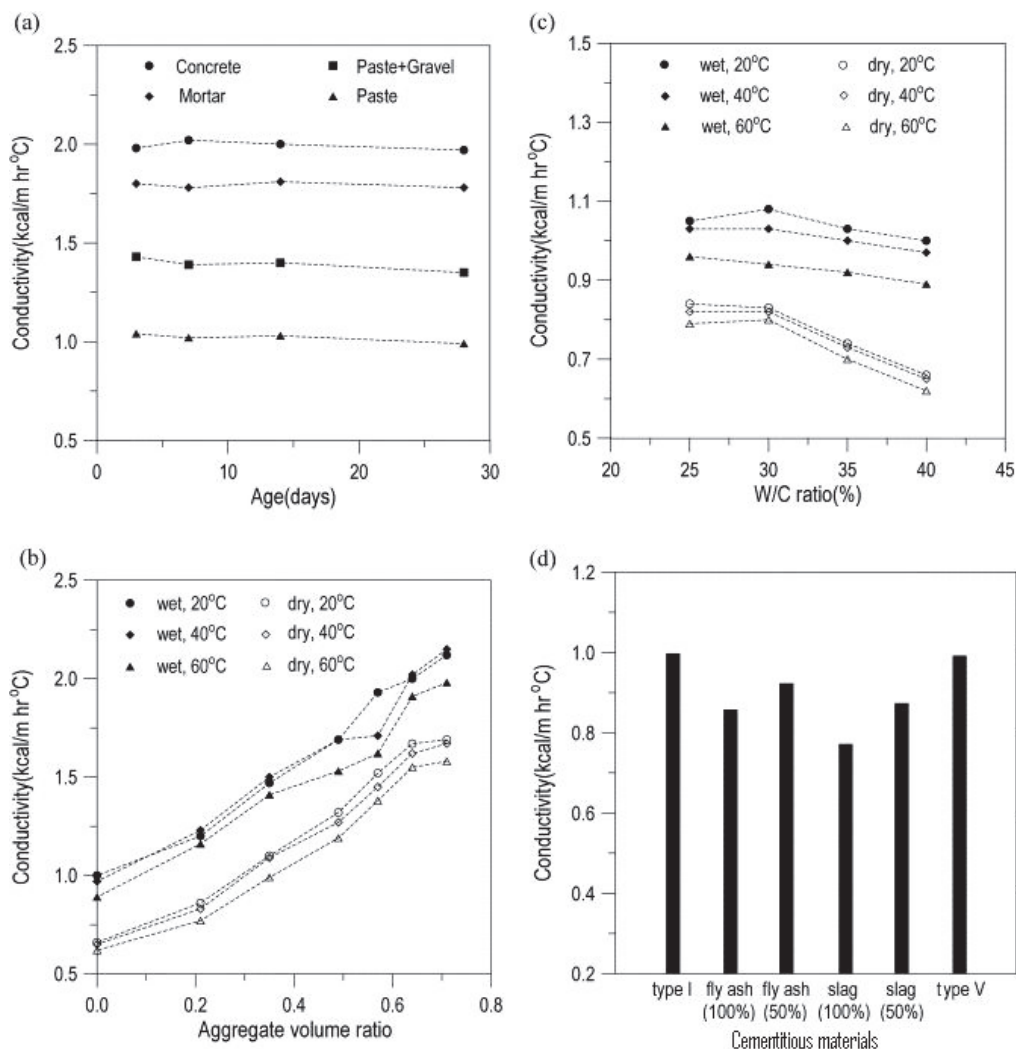 (a)
2.5
2.0
1.5
1.0
0.5
Conductivity(kcal/m hr°C)
Concrete
Mortar
Paste+Gravel
Paste
0 10 20 30
Age(days)
(c)
1.5
1.3
1.1
0.9
0.7
0.5
Conductivity(kcal/m hr°C)
wet, 20°C
wet, 40°C
wet, 60°C
dry, 20°C
dry, 40°C
dry, 60°C
20 25 30 35 40 45
W/C ratio(%)
(b)
2.5
2.0
1.5
1.0
0.5
Conductivity(kcal/m hr°C)
wet, 20°C
wet, 40°C
wet, 60°C
dry, 20°C
dry, 40°C
dry, 60°C
0.0 0.2 0.4 0.6 0.8
Aggregate volume ratio
(d)
1.2
1.0
0.8
0.6
0.4
0.2
Conductivity(kcal/m hr°C)
type I fly ash fly ash slag slag type V
(100%) (50%) (100%) (50%)
Cementitious materials